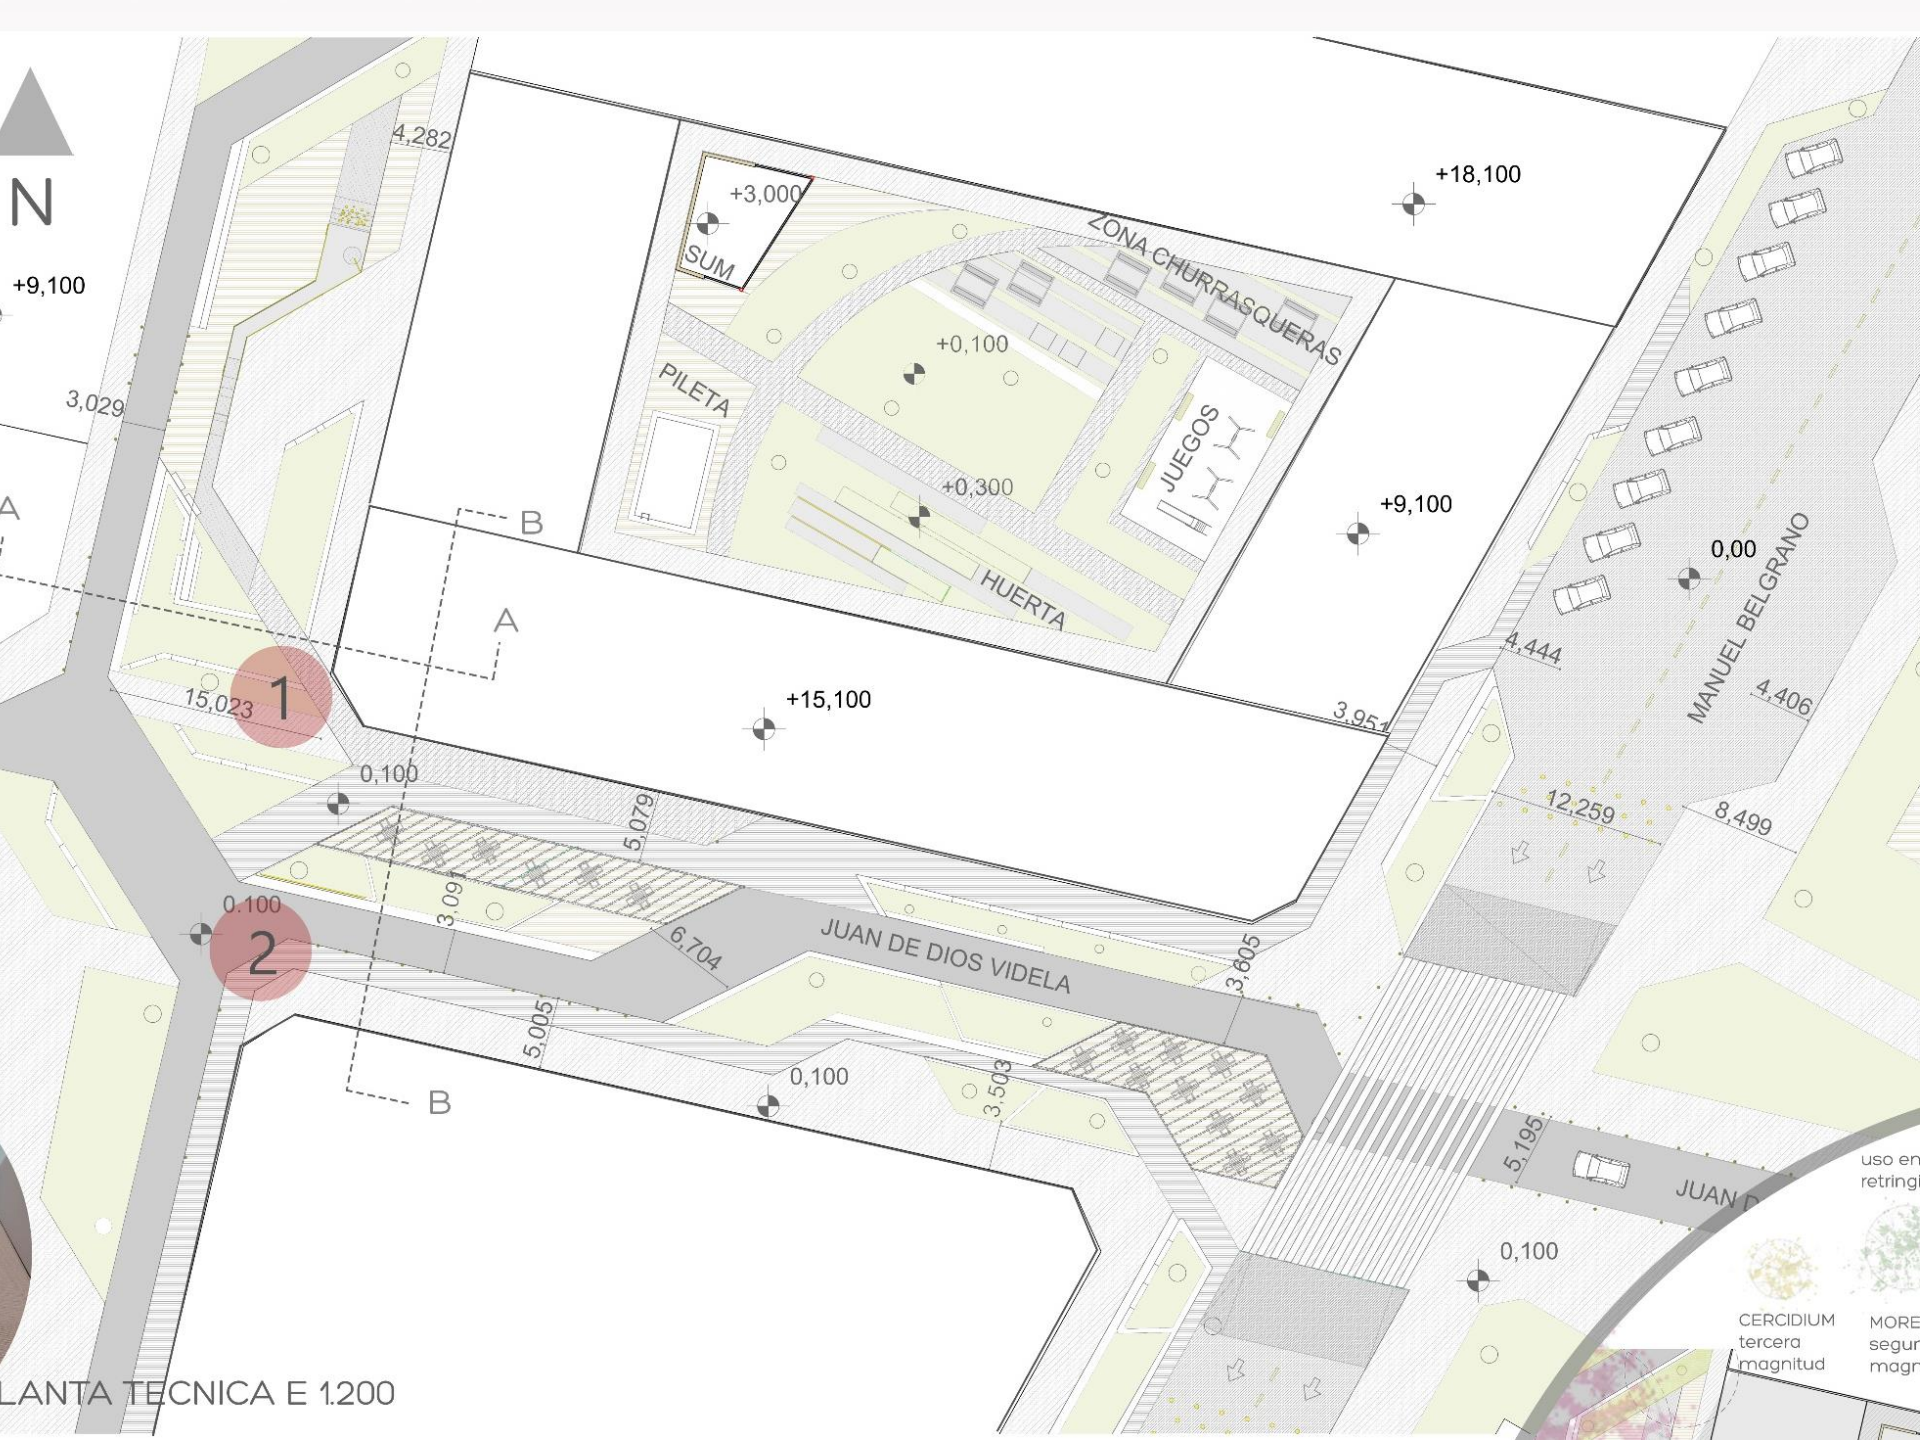 N
4,282
+18,100
+3,000
SUM
ZONA CHURRASQUERAS
+9,100
+0,100
3,029
PILETA
JUEGOS
+0,300
+9,100
A
B
0,00
MANUEL BELGRANO
HUERTA
A
4,444
1
15,023
+15,100
3,951
4,406
0,100
5,079
12,259
8,499
0.100
2
3,091
6,704
JUAN DE DIOS VIDELA
3,605
5,005
0,100
3,503
B
5,195
JUAN D
uso en
retringi
0,100
CERCIDIUM
tercera
magnitud
MORE
segun
magn
LANTA TECNICA E 1:200